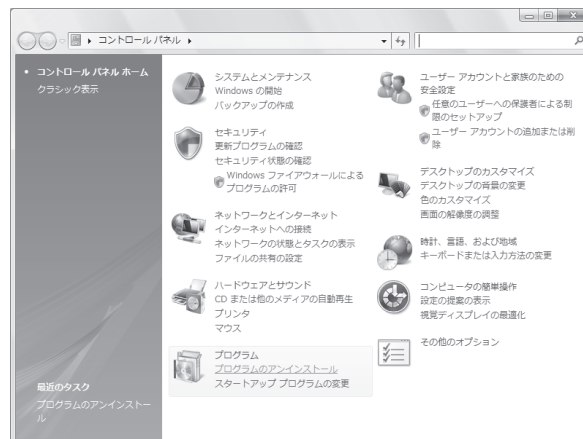 コントロール パネル
コントロール パネル ホーム
クラシック表示
最近のタスク
プログラムのアンインストー
ル
システムとメンテナンス
Windows の開始
バックアップの作成
セキュリティ
更新プログラムの確認
セキュリティ状態の確認
Windows ファイアウォールによる
プログラムの許可
ネットワークとインターネット
インターネットへの接続
ネットワークの状態とタスクの表示
ファイルの共有の設定
ハードウェアとサウンド
CD または他のメディアの自動再生
プリンタ
マウス
プログラム
プログラムのアンインストール
スタートアップ プログラムの変更
ユーザー アカウントと家族のための
安全設定
任意のユーザーへの保護者による制
限のセットアップ
ユーザー アカウントの追加または削
除
デスクトップのカスタマイズ
デスクトップの背景の変更
色のカスタマイズ
画面の解像度の調整
時計、言語、および地域
キーボードまたは入力方法の変更
コンピュータの簡単操作
設定の提案の表示
視覚ディスプレイの最適化
その他のオプション